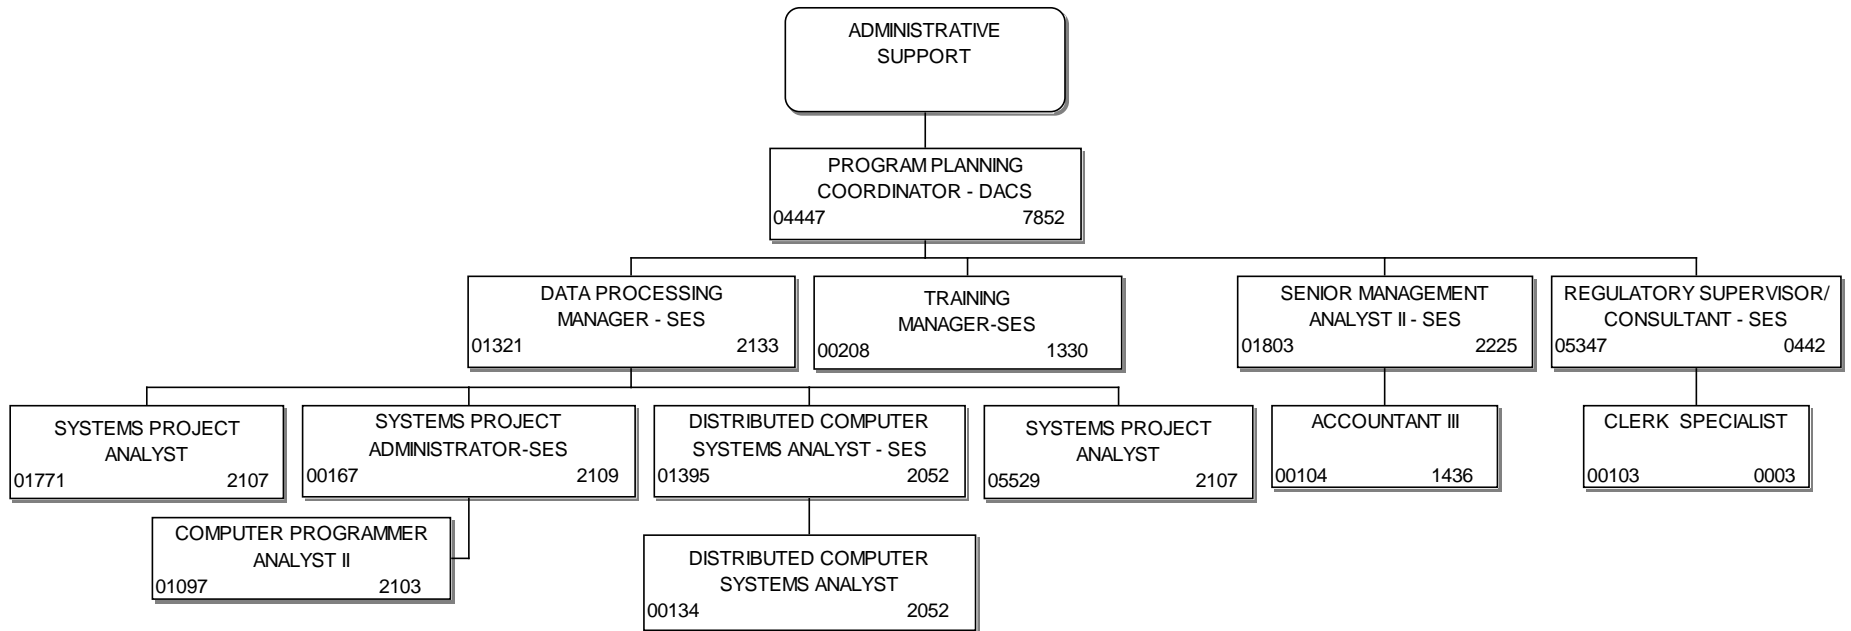 ADMINISTRATIVE
SUPPORT
PROGRAM PLANNING
COORDINATOR - DACS
04447 7852
DATA PROCESSING
MANAGER - SES
01321 2133
TRAINING
MANAGER-SES
00208 1330
SENIOR MANAGEMENT
ANALYST II - SES
01803 2225
REGULATORY SUPERVISOR/
CONSULTANT - SES
05347 0442
SYSTEMS PROJECT
ANALYST
01771 2107
SYSTEMS PROJECT
ADMINISTRATOR-SES
00167 2109
DISTRIBUTED COMPUTER
SYSTEMS ANALYST - SES
01395 2052
SYSTEMS PROJECT
ANALYST
05529 2107
ACCOUNTANT III
00104 1436
CLERK SPECIALIST
00103 0003
COMPUTER PROGRAMMER
ANALYST II
01097 2103
DISTRIBUTED COMPUTER
SYSTEMS ANALYST
00134 2052